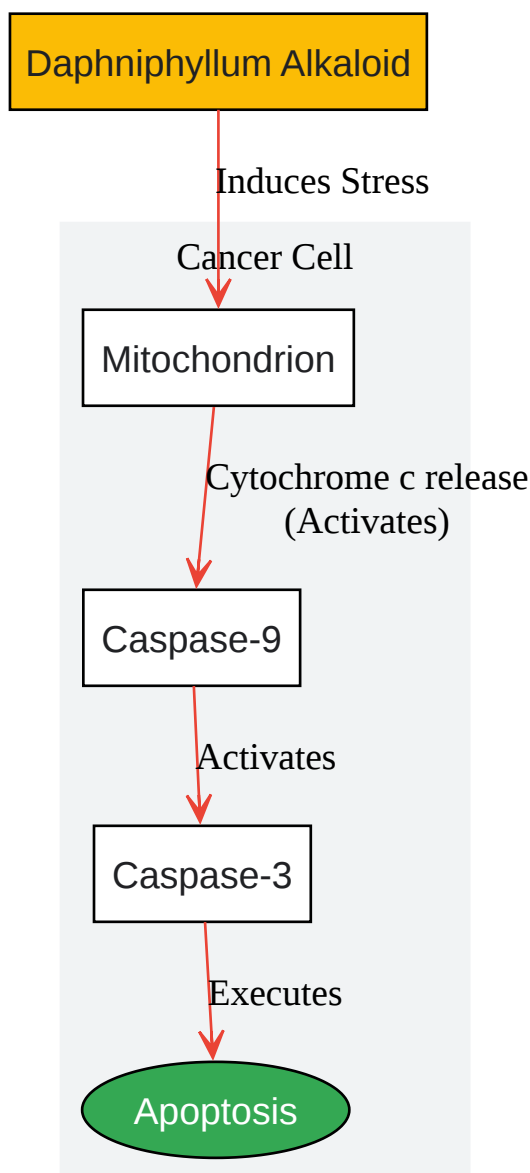 Daphniphyllum Alkaloid
Induces Stress
Cancer Cell
Mitochondrion
Cytochrome c release
(Activates)
Caspase-9
Activates
Caspase-3
Executes
Apoptosis